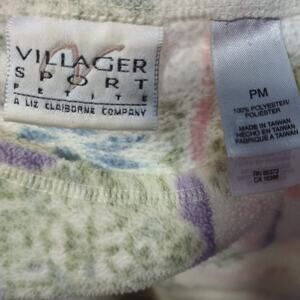 VILLAGER
SPORT
PETITE
A LIZ CLAIBORNE COMPANY
PM
100% POLYESTER/
POLIESTER
MADE IN TAIWAN
HECHO EN TAIWAN
FABRIQUE A TAIWAN